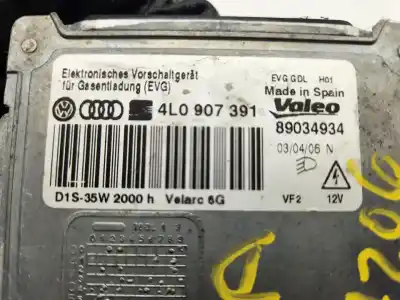 Elektronisches Vorschaltgerät
für Gasentladung (EVG)
EVG GDL H01
Made in Spain
4L0 907 391
Valeo
89034934
03/04/06 N
D1S-35W 2000 h Velarc 6G
VF2 12V
A